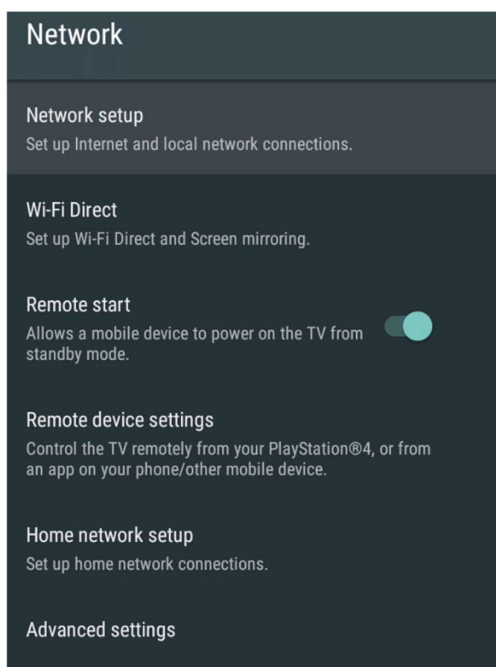 Network
Network setup
Set up Internet and local network connections.
Wi-Fi Direct
Set up Wi-Fi Direct and Screen mirroring.
Remote start
Allows a mobile device to power on the TV from
standby mode.
Remote device settings
Control the TV remotely from your PlayStation®4, or from
an app on your phone/other mobile device.
Home network setup
Set up home network connections.
Advanced settings